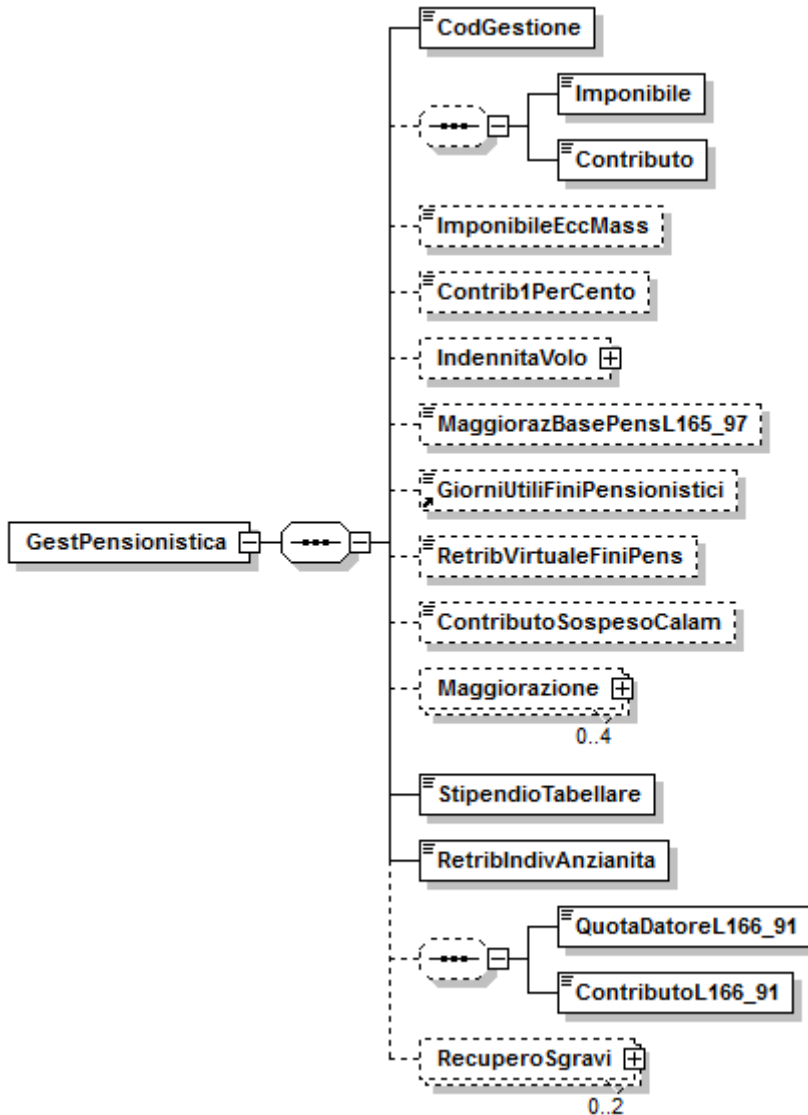 CodGestione
Imponibile
Contributo
ImponibileEccMass
Contrib1PerCento
IndennitaVolo
MaggiorazBasePensL165_97
GiorniUtiliFiniPensionistici
GestPensionistica
RetribVirtualeFiniPens
ContributoSospesoCalam
Maggiorazione
0..4
StipendioTabellare
RetribIndivAnzianita
QuotaDatoreL166_91
ContributoL166_91
RecuperoSgravi
0..2